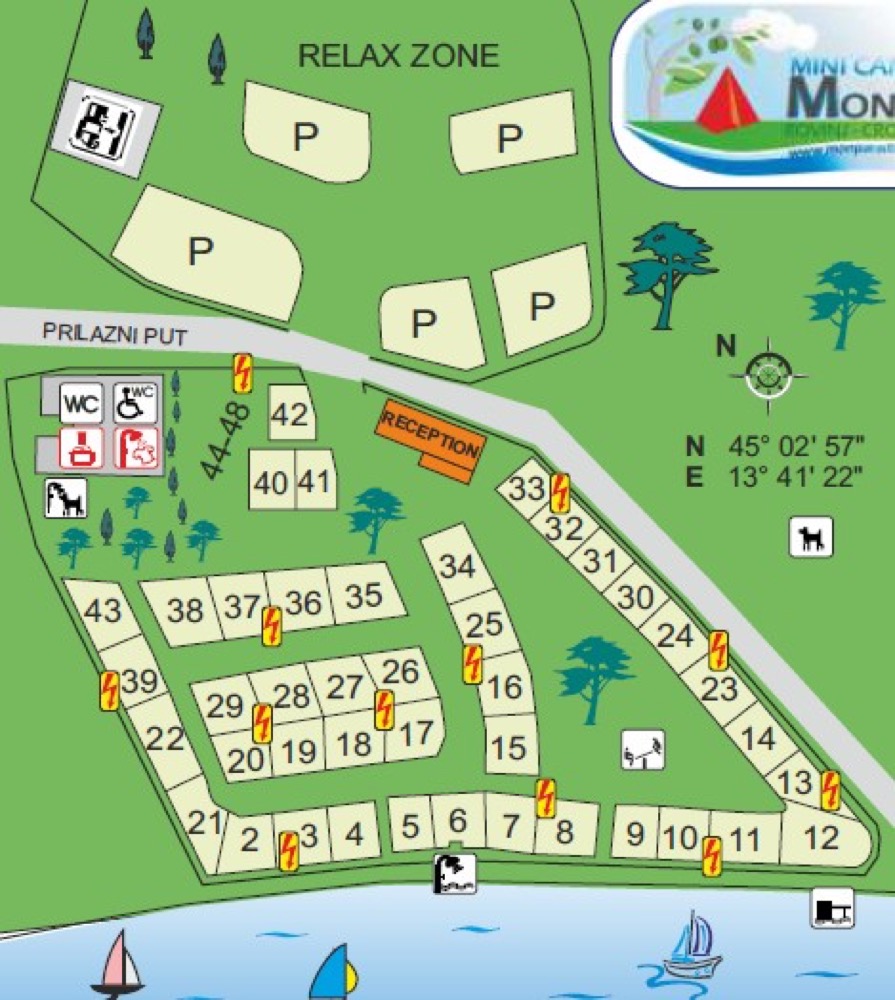 RELAX ZONE
MINI CA
MON
ROVINJ-CRO
P
P
P
P
P
PRILAZNI PUT
N
N 45° 02' 57"
E 13° 41' 22"
WC
WC
44-48
42
40 41
RECEPTION
33
32
31
30
24
23
14
13
34
25
16
15
43
39
22
21
38 37 36 35
29 28 27 26
20 19 18 17
2 3 4 5 6 7 8 9 10 11 12